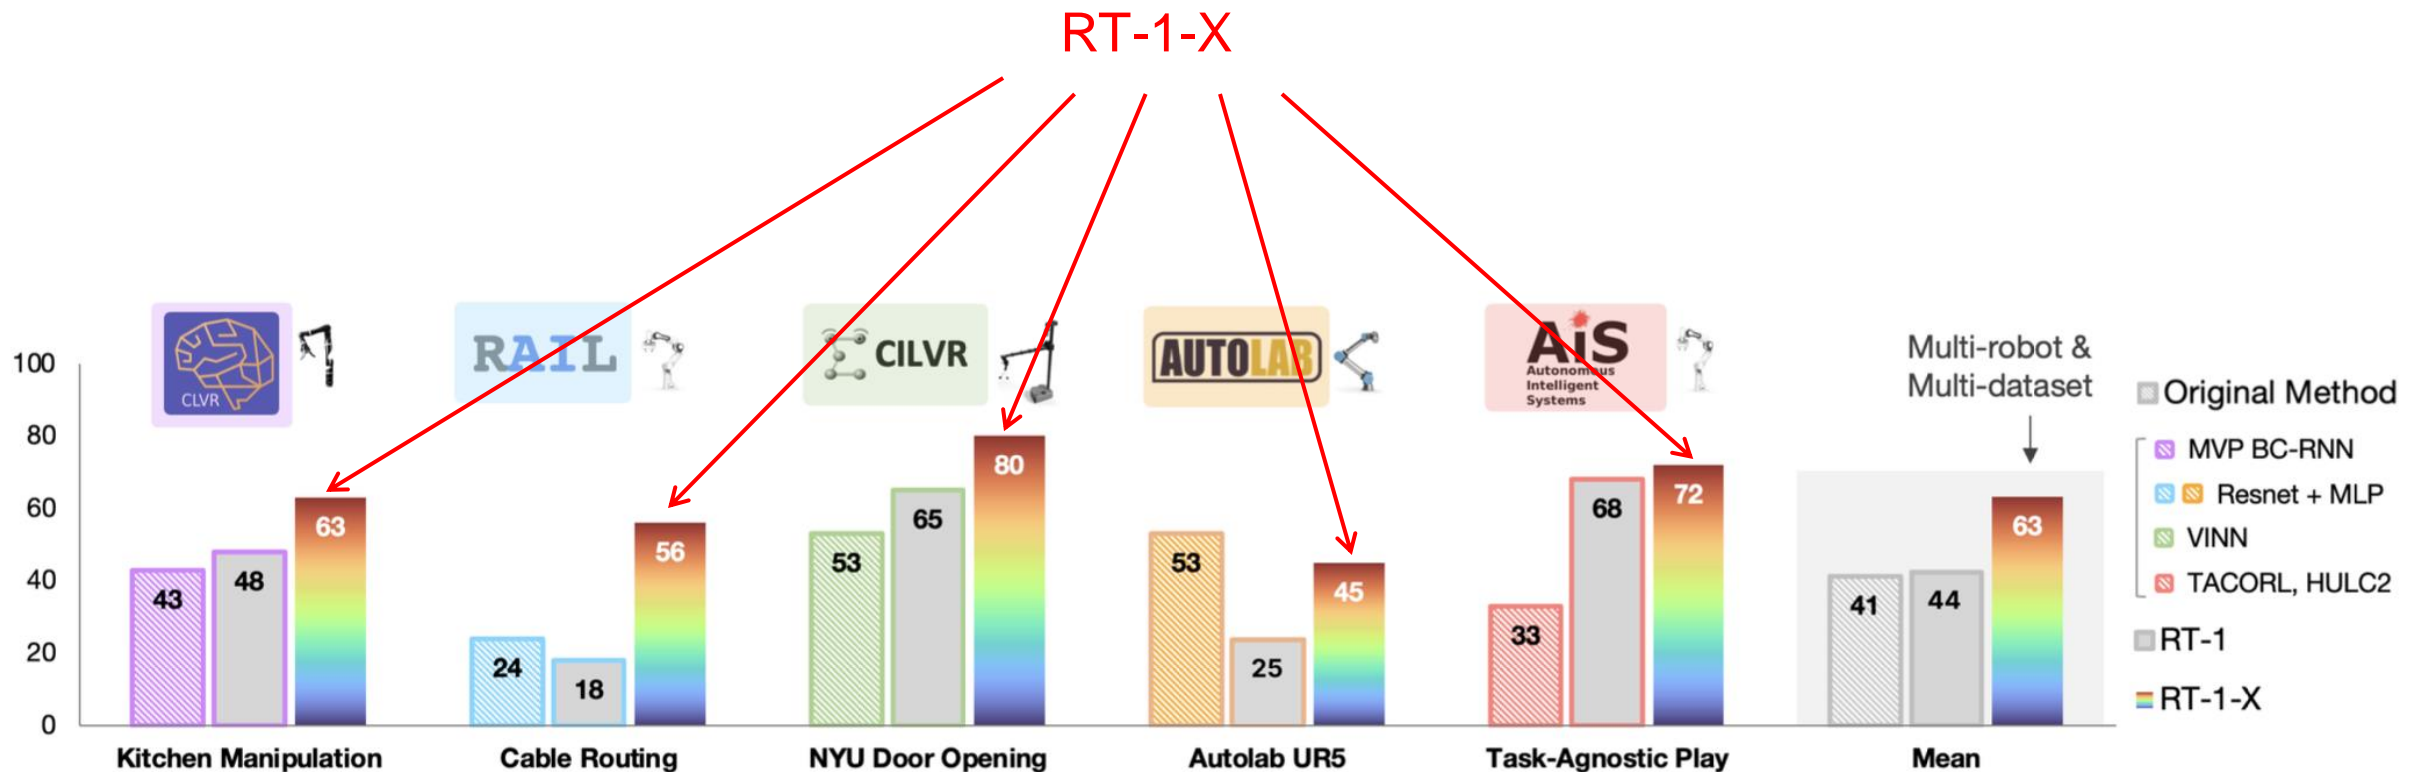 RT-1-X
CLVR
RAIL
CILVR
AUTOLAB
AiS
Autonomous
Intelligent
Systems
Multi-robot &
Multi-dataset
100
80
60
40
20
0
43
48
63
24
18
56
53
65
80
53
25
45
33
68
72
41
44
63
Kitchen Manipulation
Cable Routing
NYU Door Opening
Autolab UR5
Task-Agnostic Play
Mean
Original Method
MVP BC-RNN
Resnet + MLP
VINN
TACORL, HULC2
RT-1
RT-1-X